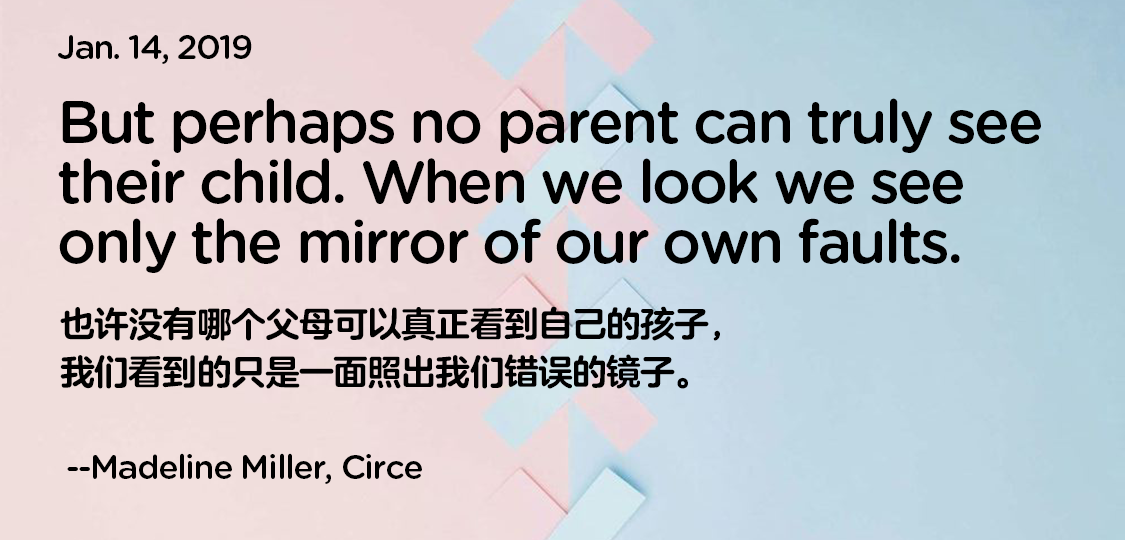 Jan. 14, 2019
But perhaps no parent can truly see
their child. When we look we see
only the mirror of our own faults.
也许没有哪个父母可以真正看到自己的孩子，
我们看到的只是一面照出我们错误的镜子。
--Madeline Miller, Circe